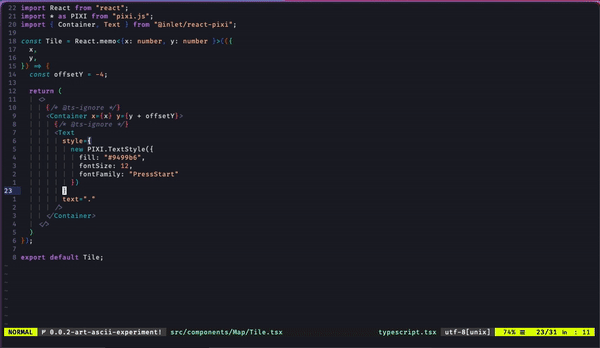 22 import React from "react";
21 import * as PIXI from "pixi.js";
20 import { Container, Text } from "@inlet/react-pixi";
19
18 const Tile = React.memo<{x: number, y: number }>(({
17   x,
16   y,
15 }) => {
14   const offsetY = -4;
13
12   return (
11     <>
10       {/* @ts-ignore */}
9       <Container x={x} y={y + offsetY}>
8         {/* @ts-ignore */}
7         <Text
6           style={
5             new PIXI.TextStyle({
4               fill: "#9499b6",
3               fontSize: 12,
2               fontFamily: "PressStart"
1             })
23           }
1           text="."
2         />
3       </Container>
4     </>
5   )
6 });
7
8 export default Tile;
~
~
~
~
~
~
~
NORMAL 0.0.2-art-ascii-experiment! src/components/Map/Tile.tsx typescript.tsx utf-8[unix] 74% ☰ 23/31 ln : 11